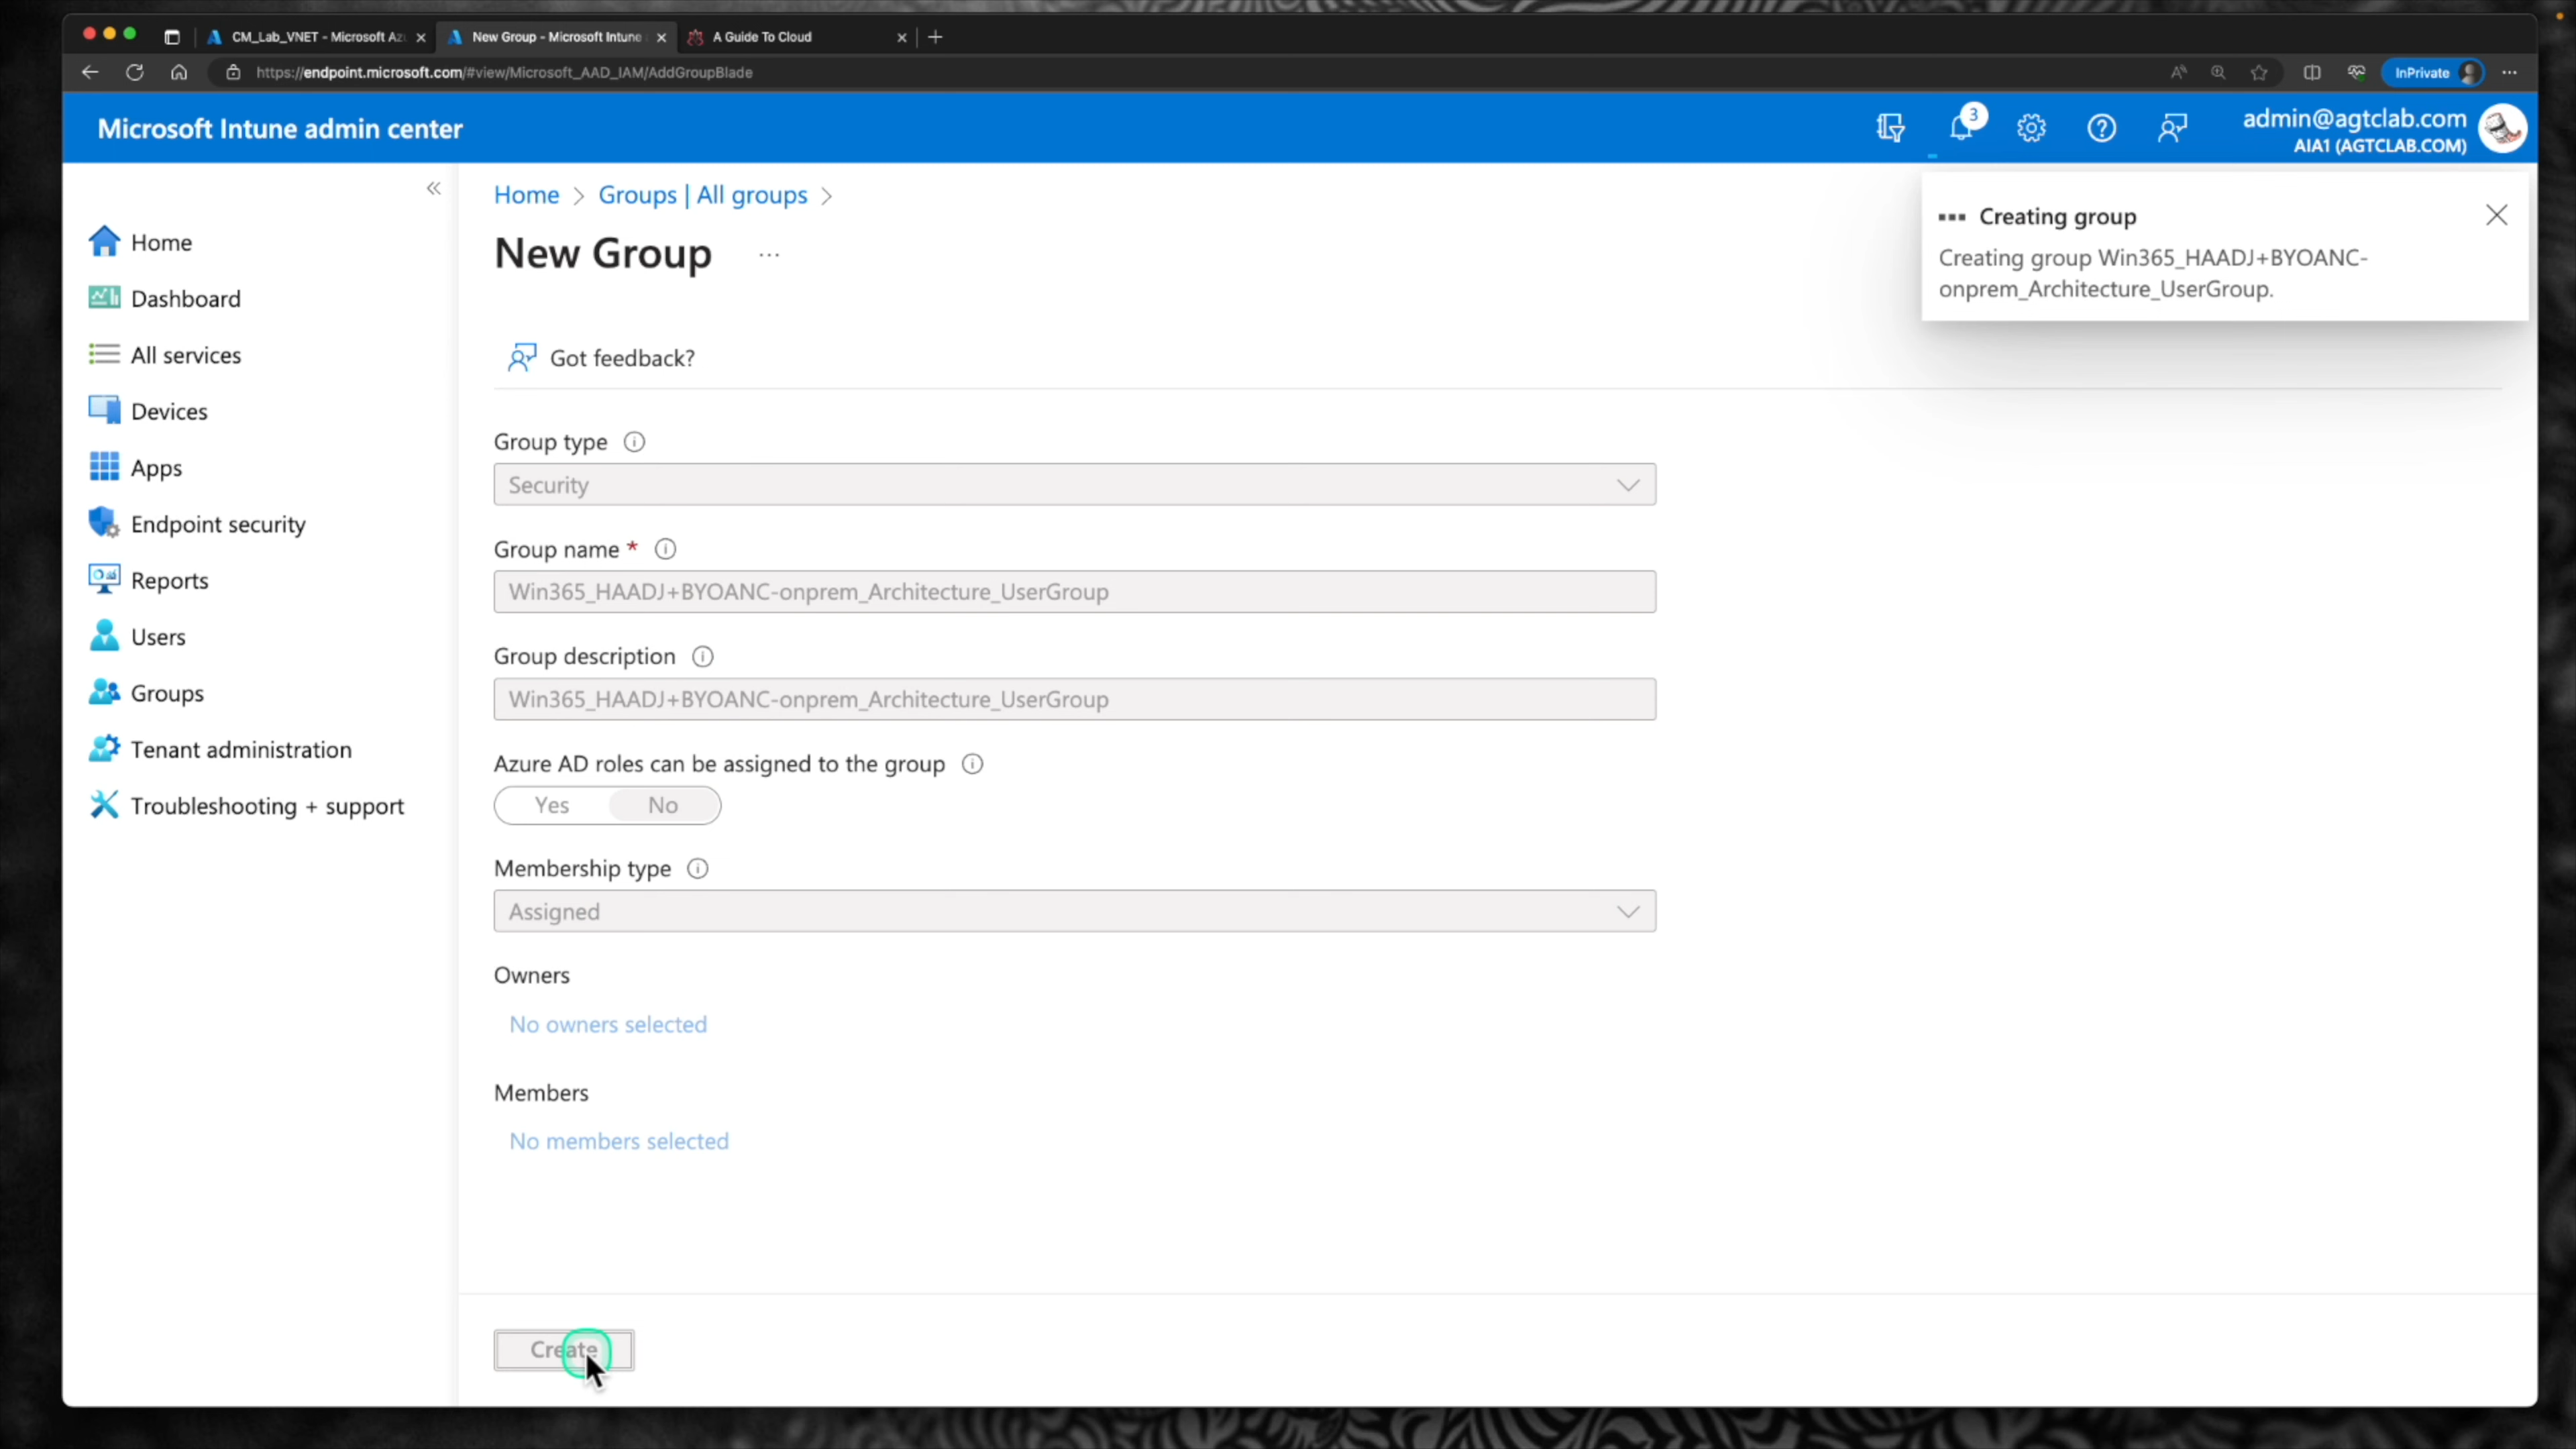 CM_Lab_VNET - Microsoft Az
New Group - Microsoft Intune
A Guide To Cloud
https://endpoint.microsoft.com/#view/Microsoft_AAD_IAM/AddGroupBlade
InPrivate
Microsoft Intune admin center
3
admin@agtclab.com
AIA1 (AGTCLAB.COM)
Home
Dashboard
All services
Devices
Apps
Endpoint security
Reports
Users
Groups
Tenant administration
Troubleshooting + support
Home > Groups | All groups >
New Group
Got feedback?
Group type
Security
Group name *
Win365_HAADJ+BYOANC-onprem_Architecture_UserGroup
Group description
Win365_HAADJ+BYOANC-onprem_Architecture_UserGroup
Azure AD roles can be assigned to the group
Yes No
Membership type
Assigned
Owners
No owners selected
Members
No members selected
Create
Creating group
Creating group Win365_HAADJ+BYOANC-
onprem_Architecture_UserGroup.